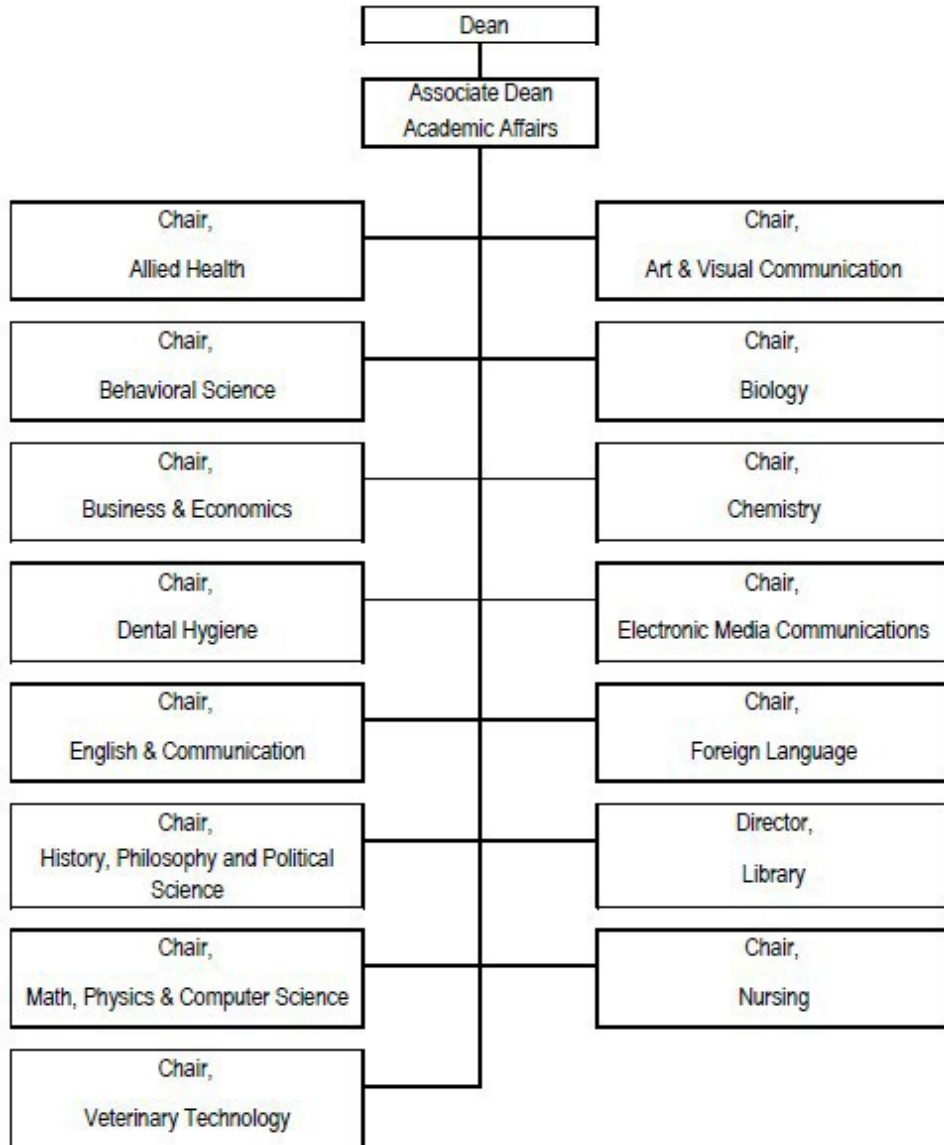 Dean
Associate Dean
Academic Affairs
Chair,
Allied Health
Chair,
Art & Visual Communication
Chair,
Behavioral Science
Chair,
Biology
Chair,
Business & Economics
Chair,
Chemistry
Chair,
Dental Hygiene
Chair,
Electronic Media Communications
Chair,
English & Communication
Chair,
Foreign Language
Chair,
History, Philosophy and Political
Science
Director,
Library
Chair,
Math, Physics & Computer Science
Chair,
Nursing
Chair,
Veterinary Technology